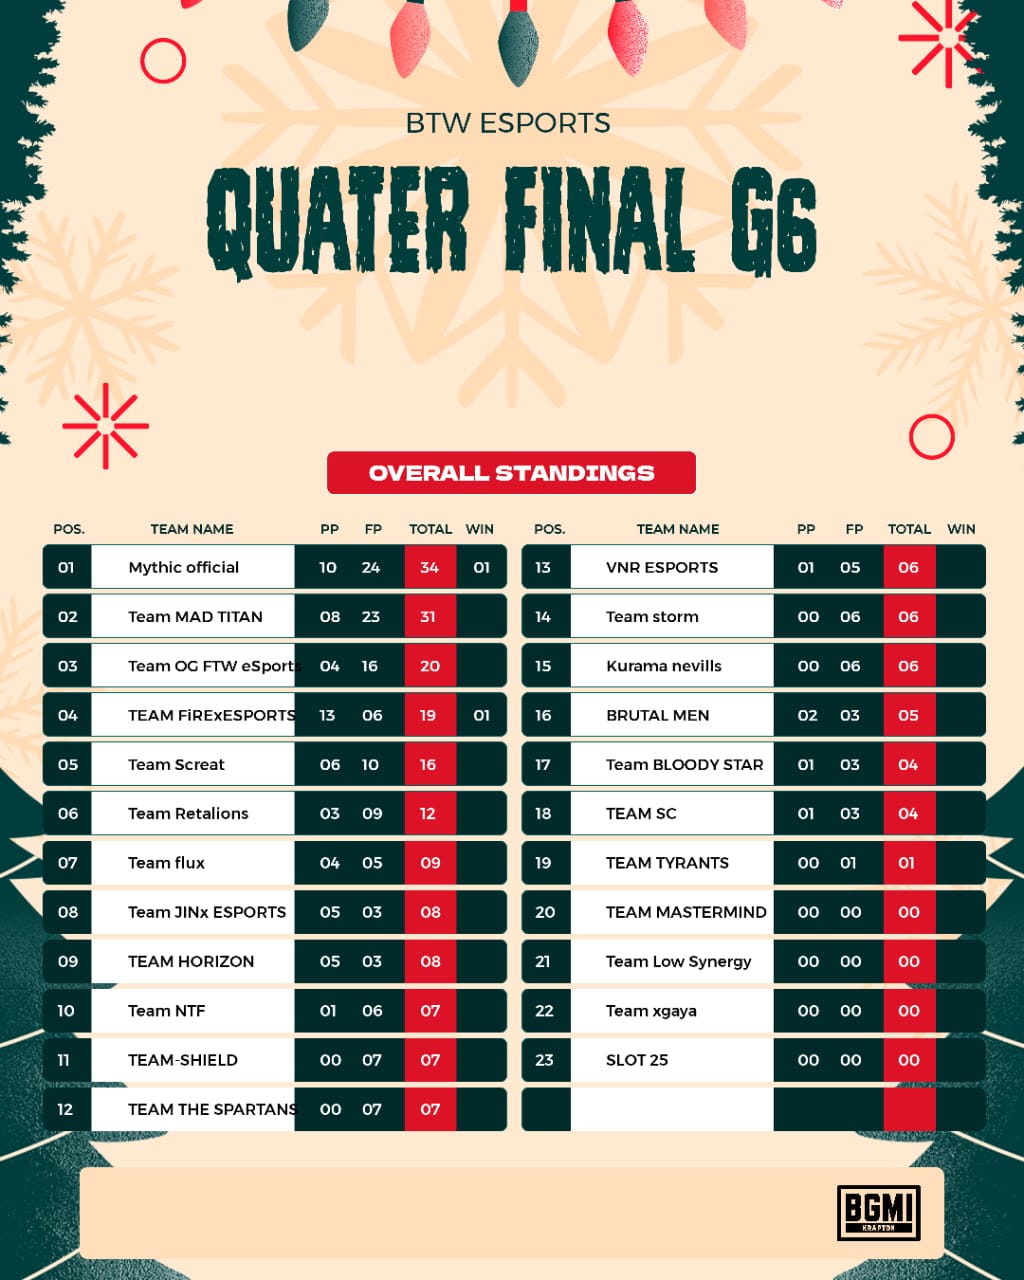 BTW ESPORTS
QUATER FINAL G6
OVERALL STANDINGS
POS. TEAM NAME PP FP TOTAL WIN
01 Mythic official 10 24 34 01
02 Team MAD TITAN 08 23 31
03 Team OG FTW eSports 04 16 20
04 TEAM FiRExESPORTS 13 06 19 01
05 Team Screat 06 10 16
06 Team Retalions 03 09 12
07 Team flux 04 05 09
08 Team JINx ESPORTS 05 03 08
09 TEAM HORIZON 05 03 08
10 Team NTF 01 06 07
11 TEAM-SHIELD 00 07 07
12 TEAM THE SPARTANS 00 07 07
POS. TEAM NAME PP FP TOTAL WIN
13 VNR ESPORTS 01 05 06
14 Team storm 00 06 06
15 Kurama nevills 00 06 06
16 BRUTAL MEN 02 03 05
17 Team BLOODY STAR 01 03 04
18 TEAM SC 01 03 04
19 TEAM TYRANTS 00 01 01
20 TEAM MASTERMIND 00 00 00
21 Team Low Synergy 00 00 00
22 Team xgaya 00 00 00
23 SLOT 25 00 00 00
BGMI
KRAFTON